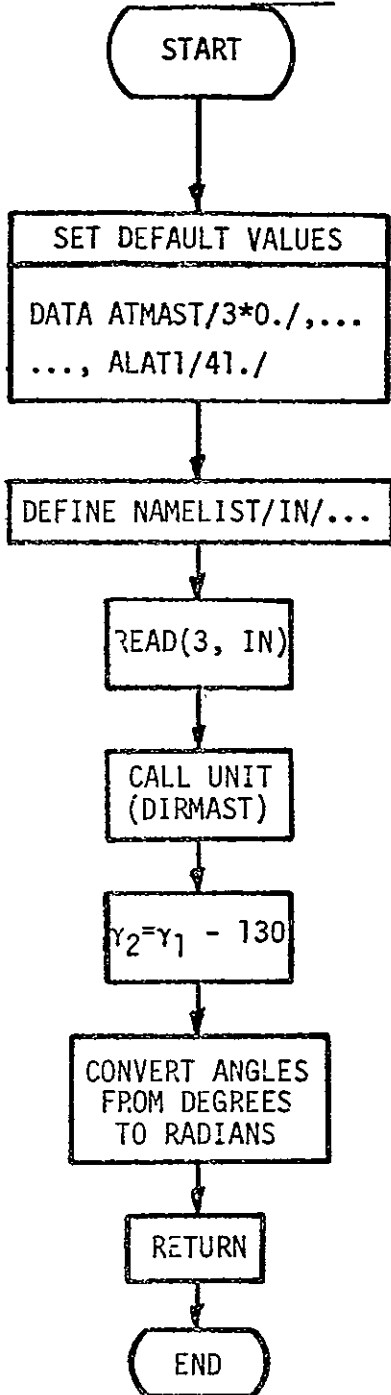 START
SET DEFAULT VALUES
DATA ATMAST/3*0./,...
..., ALAT1/41./
DEFINE NAMELIST/IN/...
READ(3, IN)
CALL UNIT
(DIRMAST)
γ2=γ1 - 130
CONVERT ANGLES
FROM DEGREES
TO RADIANS
RETURN
END